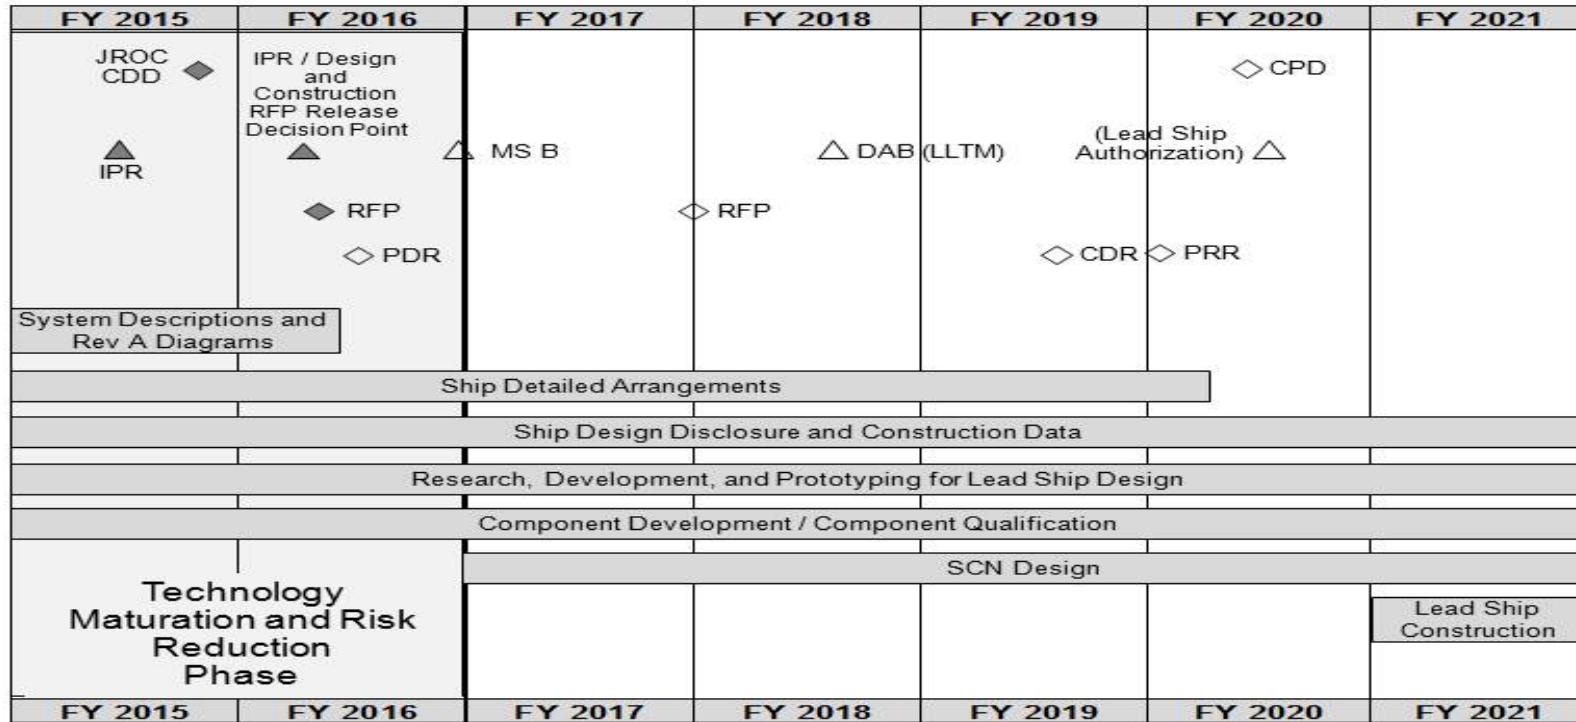 FY 2015 FY 2016 FY 2017 FY 2018 FY 2019 FY 2020 FY 2021
JROC
CDD
IPR / Design
and
Construction
RFP Release
Decision Point
CPD
IPR
MS B
DAB (LLTM)
(Lead Ship
Authorization)
RFP
RFP
PDR
CDR
PRR
System Descriptions and
Rev A Diagrams
Ship Detailed Arrangements
Ship Design Disclosure and Construction Data
Research, Development, and Prototyping for Lead Ship Design
Component Development / Component Qualification
SCN Design
Technology
Maturation and Risk
Reduction
Phase
Lead Ship
Construction
FY 2015 FY 2016 FY 2017 FY 2018 FY 2019 FY 2020 FY 2021